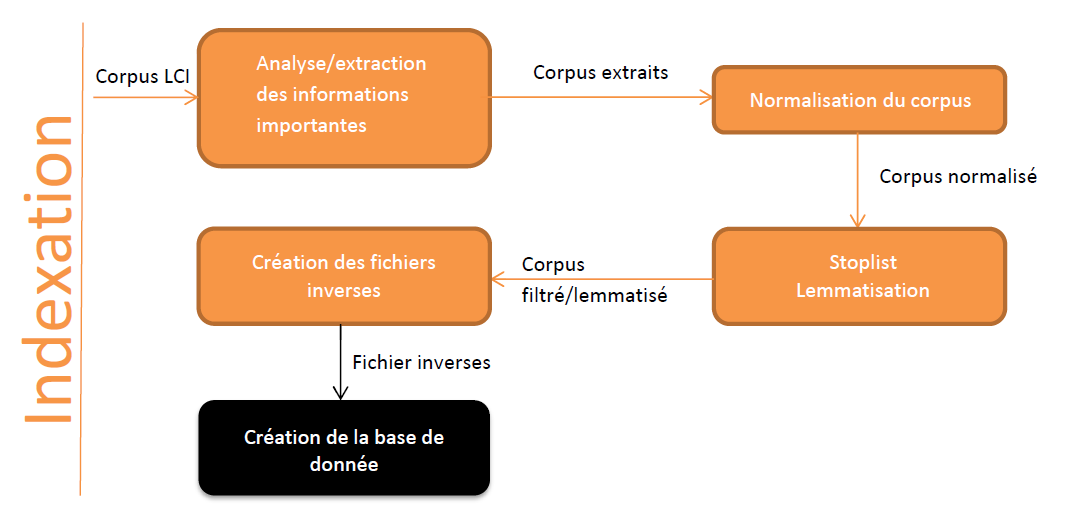 Indexation
Corpus LCI
Analyse/extraction
des informations
importantes
Corpus extraits
Normalisation du corpus
Corpus normalisé
Stoplist
Lemmatisation
Corpus
filtré/lemmatisé
Création des fichiers
inverses
Fichier inverses
Création de la base de
donnée